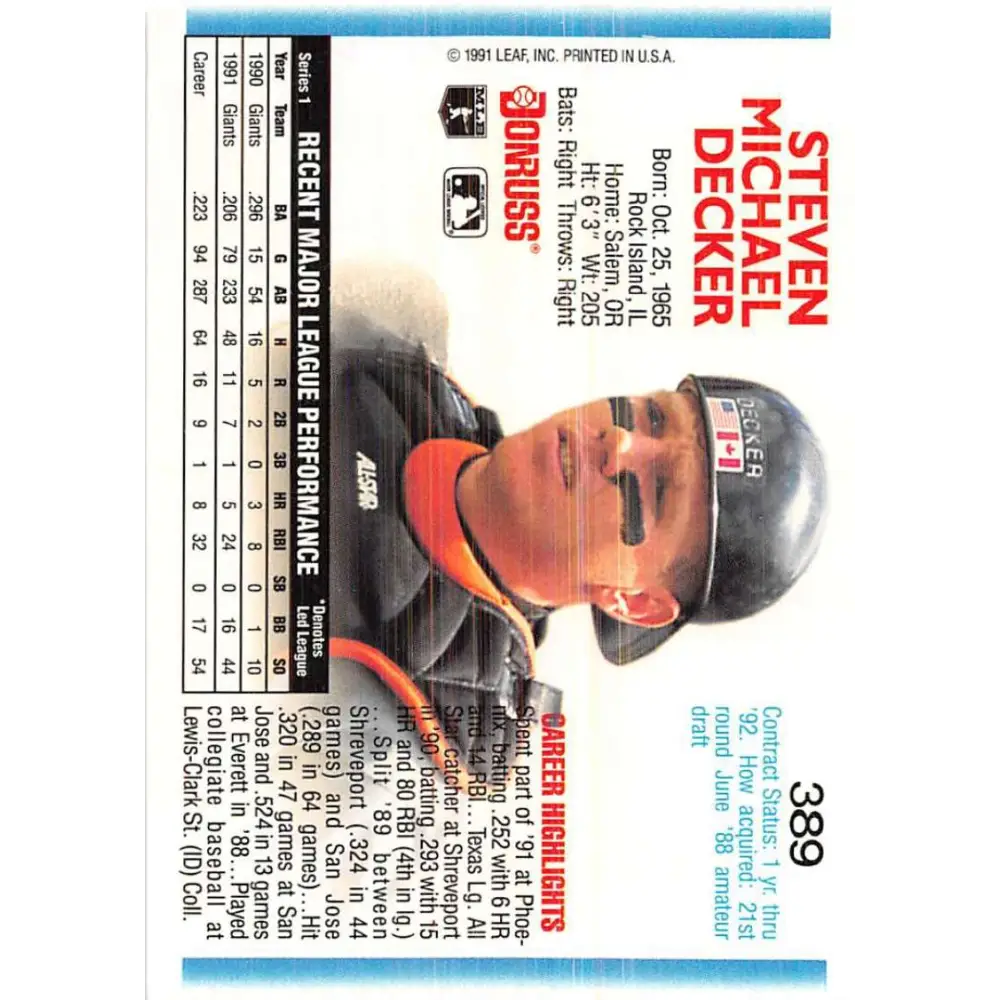 STEVEN
MICHAEL
DECKER
389
Born: Oct. 25, 1965
Rock Island, IL
Home: Salem, OR
Ht: 6'3" Wt: 205
Bats: Right Throws: Right
Contract Status: 1 yr. thru
'92. How acquired: 21st
round June '88 amateur
draft
DECKER
DONRUSS®
MLB
© 1991 LEAF, INC. PRINTED IN U.S.A.
ALL-STAR
CAREER HIGHLIGHTS
Spent part of '91 at Phoe-
nix, batting .252 with 6 HR
and 14 RBI...Texas Lg. All
Star catcher at Shreveport
in '90, batting .293 with 15
HR and 80 RBI (4th in lg.)
...Split '89 between
Shreveport (.324 in 44
games) and San Jose
(.289 in 64 games)...Hit
.320 in 47 games at San
Jose and .524 in 13 games
at Everett in '88...Played
collegiate baseball at
Lewis-Clark St. (ID) Coll.
Series 1 RECENT MAJOR LEAGUE PERFORMANCE *Denotes
Led League
Year Team BA G AB H R 2B 3B HR RBI SB BB SO
1990 Giants .296 15 54 16 5 2 0 3 8 0 1 10
1991 Giants .206 79 233 48 11 7 1 5 24 0 16 44
Career .223 94 287 64 16 9 1 8 32 0 17 54